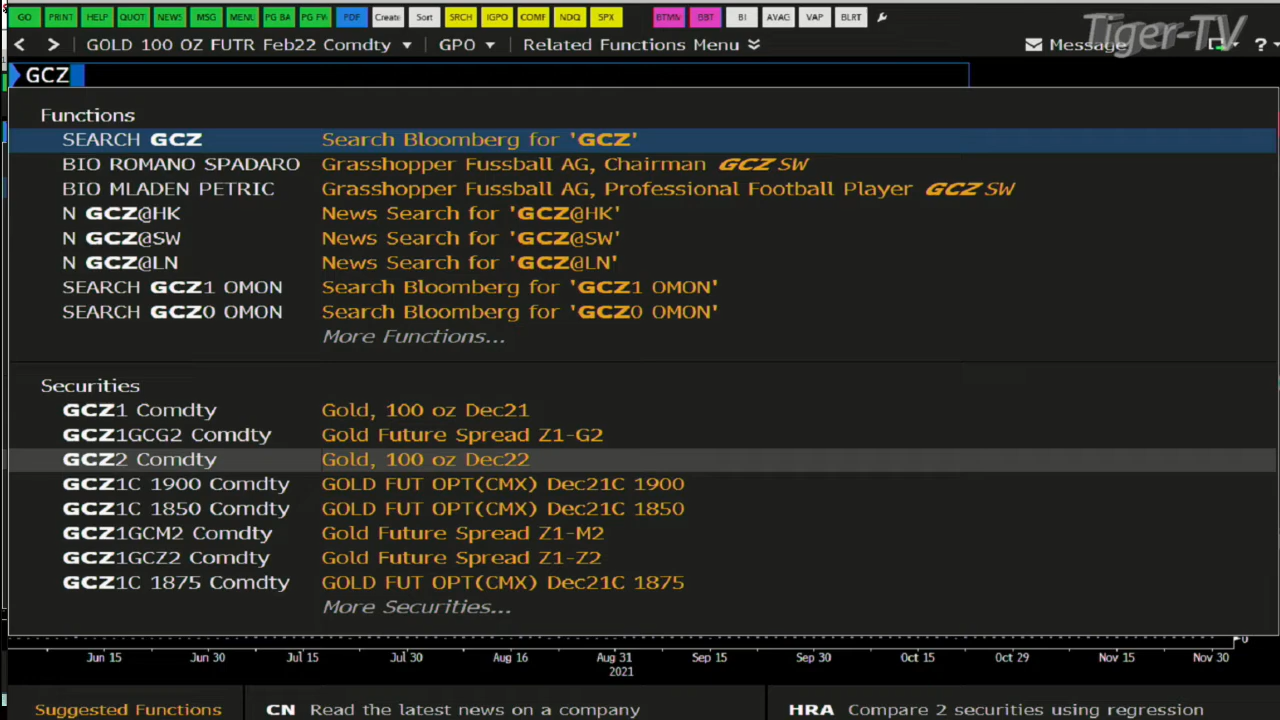 GO PRINT HELP QUOT NEWS MSG MENU PG BA PG FW PDF Create Sort SRCH IGPO COMF NDQ SPX BTMN BBT BI AVAG VAP BLRT
GOLD 100 OZ FUTR Feb22 Comdty GPO Related Functions Menu Message ?
Tiger-TV
GCZ
Functions
SEARCH GCZ Search Bloomberg for 'GCZ'
BIO ROMANO SPADARO Grasshopper Fussball AG, Chairman GCZ SW
BIO MLADEN PETRIC Grasshopper Fussball AG, Professional Football Player GCZ SW
N GCZ@HK News Search for 'GCZ@HK'
N GCZ@SW News Search for 'GCZ@SW'
N GCZ@LN News Search for 'GCZ@LN'
SEARCH GCZ1 OMON Search Bloomberg for 'GCZ1 OMON'
SEARCH GCZ0 OMON Search Bloomberg for 'GCZ0 OMON'
More Functions...
Securities
GCZ1 Comdty Gold, 100 oz Dec21
GCZ1GCG2 Comdty Gold Future Spread Z1-G2
GCZ2 Comdty Gold, 100 oz Dec22
GCZ1C 1900 Comdty GOLD FUT OPT(CMX) Dec21C 1900
GCZ1C 1850 Comdty GOLD FUT OPT(CMX) Dec21C 1850
GCZ1GCM2 Comdty Gold Future Spread Z1-M2
GCZ1GCZ2 Comdty Gold Future Spread Z1-Z2
GCZ1C 1875 Comdty GOLD FUT OPT(CMX) Dec21C 1875
More Securities...
0
Jun 15 Jun 30 Jul 15 Jul 30 Aug 16 Aug 31 Sep 15 Sep 30 Oct 15 Oct 29 Nov 15 Nov 30
2021
Suggested Functions CN Read the latest news on a company HRA Compare 2 securities using regression